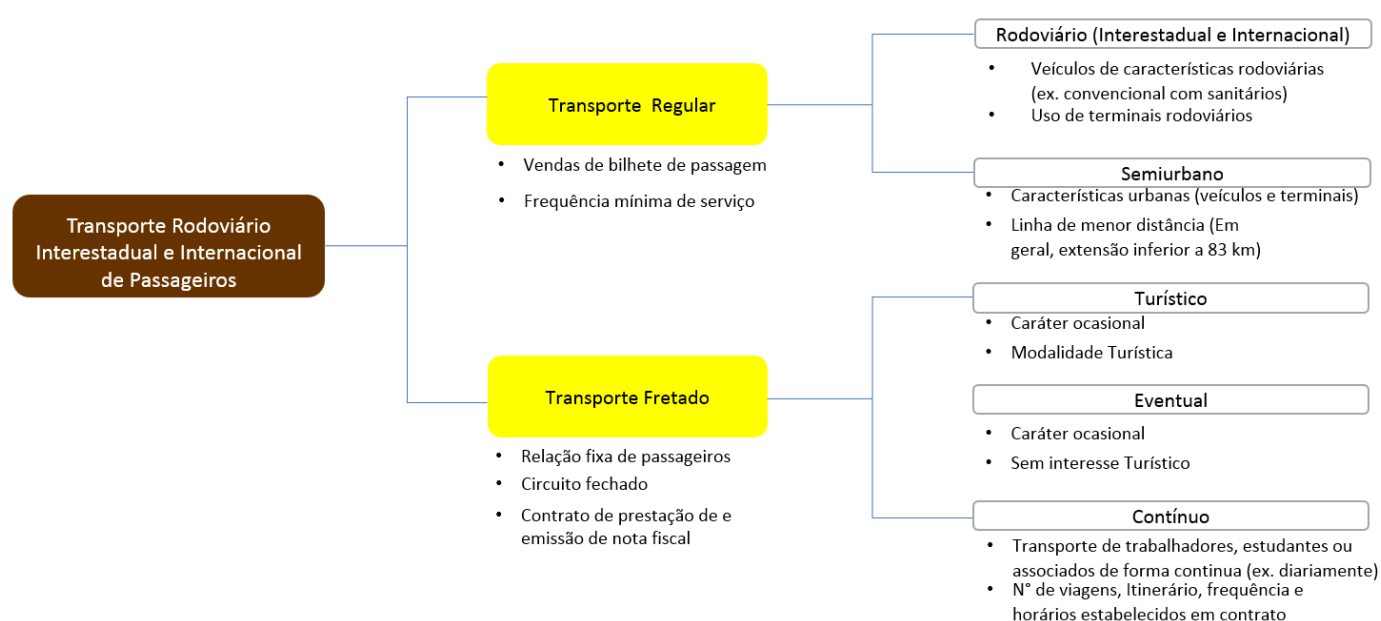 Transporte Rodoviário
Interestadual e Internacional
de Passageiros
Transporte Regular
• Vendas de bilhete de passagem
• Frequência mínima de serviço
Rodoviário (Interestadual e Internacional)
• Veículos de características rodoviárias
(ex. convencional com sanitários)
• Uso de terminais rodoviários
Semiurbano
• Características urbanas (veículos e terminais)
• Linha de menor distância (Em
geral, extensão inferior a 83 km)
Transporte Fretado
• Relação fixa de passageiros
• Circuito fechado
• Contrato de prestação de e
emissão de nota fiscal
Turístico
• Caráter ocasional
• Modalidade Turística
Eventual
• Caráter ocasional
• Sem interesse Turístico
Contínuo
• Transporte de trabalhadores, estudantes ou
associados de forma continua (ex. diariamente)
• N° de viagens, Itinerário, frequência e
horários estabelecidos em contrato